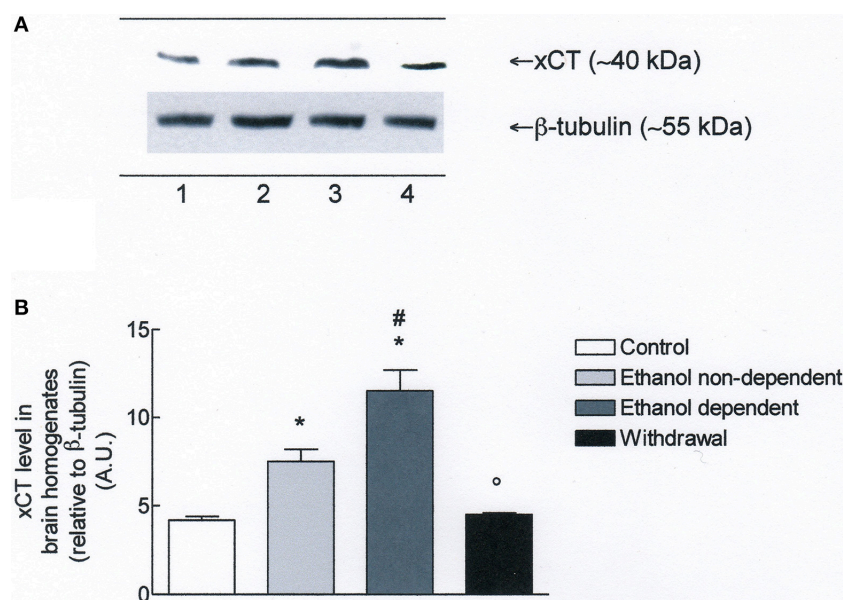 A
←xCT (~40 kDa)
←β-tubulin (~55 kDa)
1 2 3 4
B
xCT level in
brain homogenates
(relative to β-tubulin)
(A.U.)
15
10
5
0
*
#
*
°
Control
Ethanol non-dependent
Ethanol dependent
Withdrawal